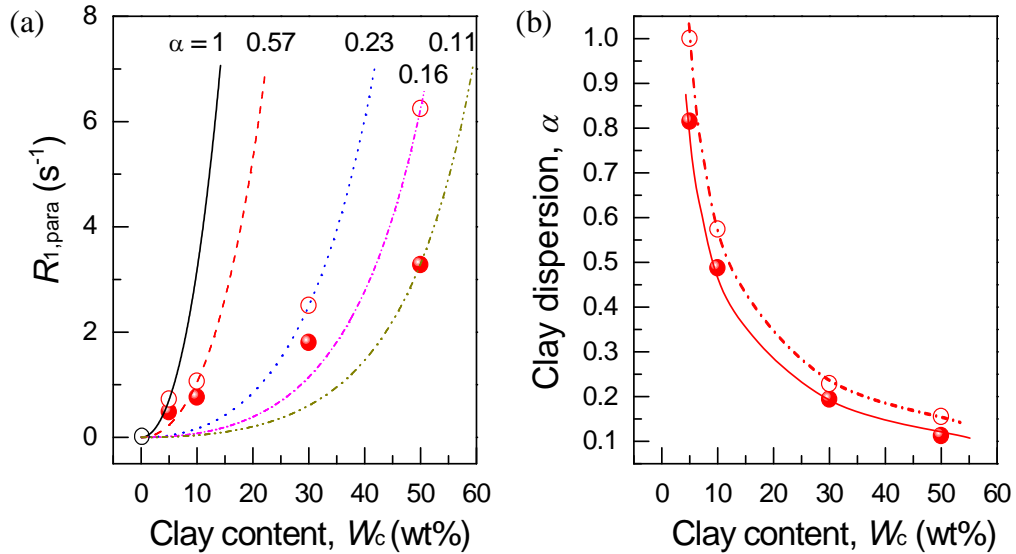 (a)
α = 1 0.57 0.23 0.11
0.16
8
6
4
2
0
R1,para (s-1)
0 10 20 30 40 50 60
Clay content, Wc (wt%)
(b)
1.0
0.9
0.8
0.7
0.6
0.5
0.4
0.3
0.2
0.1
Clay dispersion, α
0 10 20 30 40 50 60
Clay content, Wc (wt%)